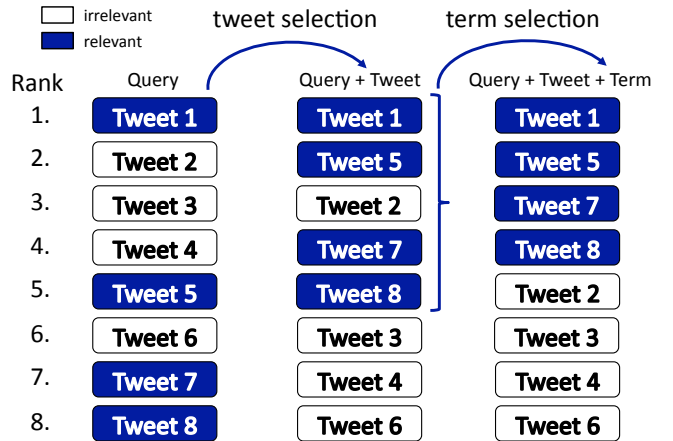 irrelevant
relevant
tweet selection
term selection
Rank Query Query + Tweet Query + Tweet + Term
1. Tweet 1 Tweet 1 Tweet 1
2. Tweet 2 Tweet 5 Tweet 5
3. Tweet 3 Tweet 2 Tweet 7
4. Tweet 4 Tweet 7 Tweet 8
5. Tweet 5 Tweet 8 Tweet 2
6. Tweet 6 Tweet 3 Tweet 3
7. Tweet 7 Tweet 4 Tweet 4
8. Tweet 8 Tweet 6 Tweet 6